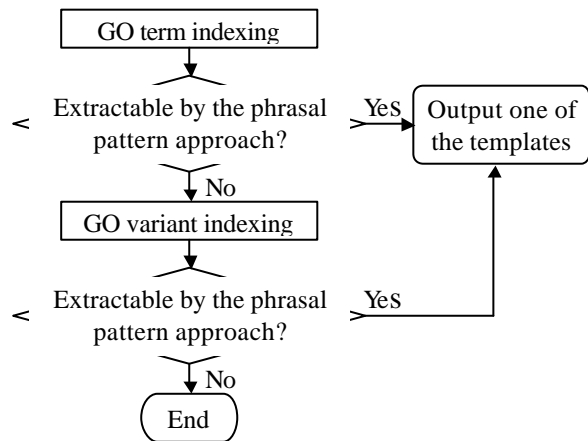 GO term indexing
Extractable by the phrasal
pattern approach?
Yes
Output one of
the templates
No
GO variant indexing
Extractable by the phrasal
pattern approach?
Yes
No
End